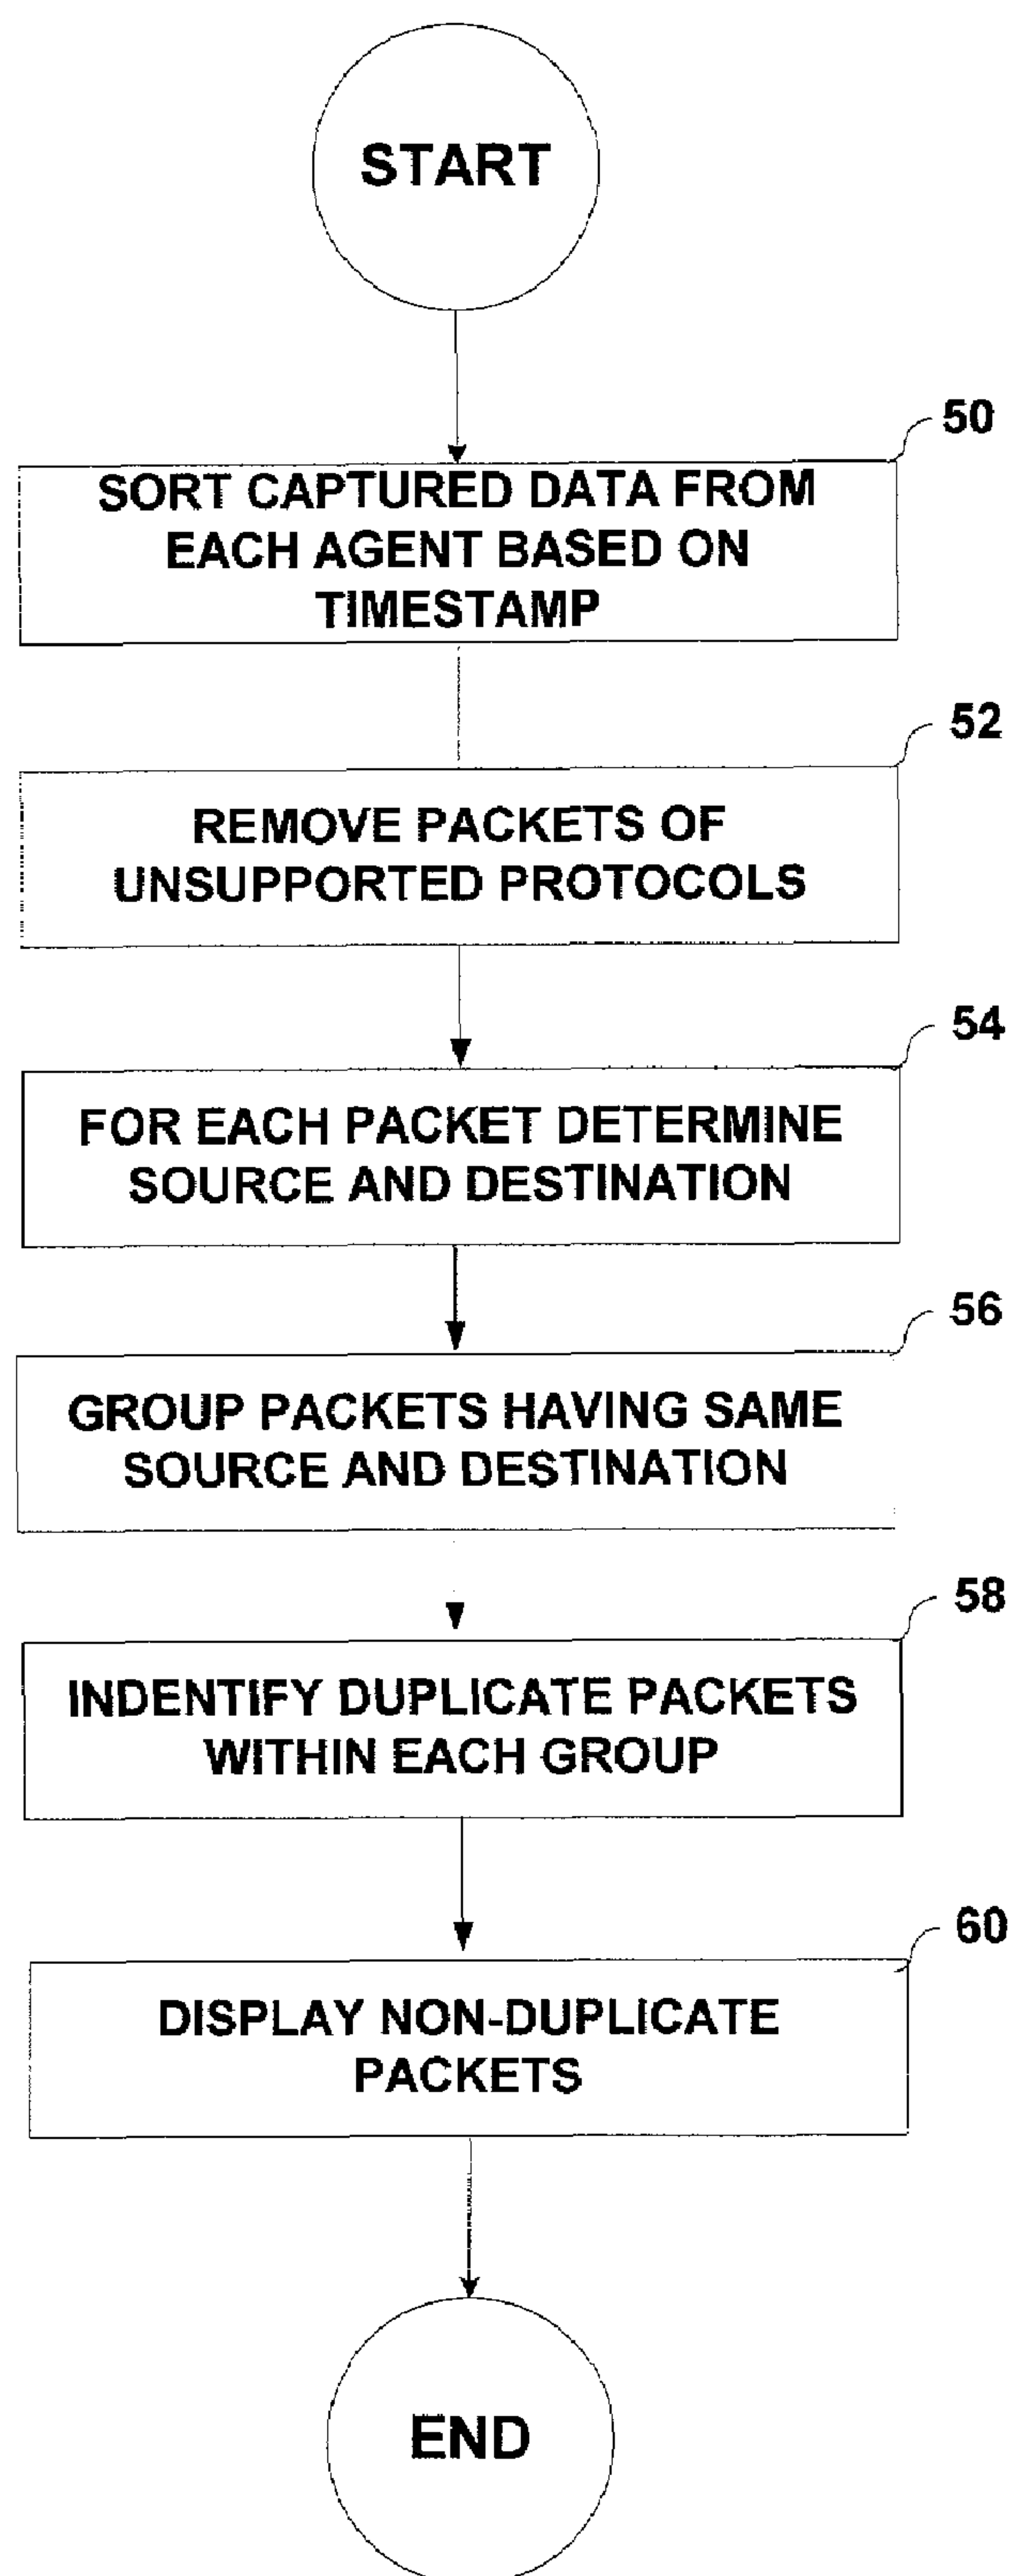 START
50
SORT CAPTURED DATA FROM
EACH AGENT BASED ON
TIMESTAMP
52
REMOVE PACKETS OF
UNSUPPORTED PROTOCOLS
54
FOR EACH PACKET DETERMINE
SOURCE AND DESTINATION
56
GROUP PACKETS HAVING SAME
SOURCE AND DESTINATION
58
INDENTIFY DUPLICATE PACKETS
WITHIN EACH GROUP
60
DISPLAY NON-DUPLICATE
PACKETS
END